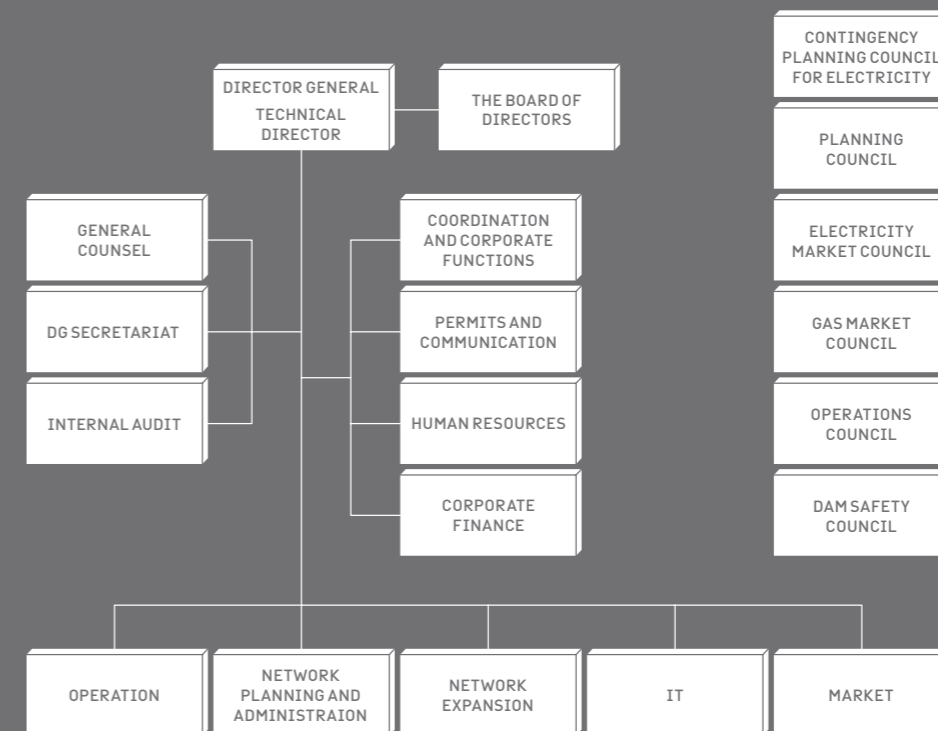 DIRECTOR GENERAL
TECHNICAL
DIRECTOR
THE BOARD OF
DIRECTORS
GENERAL
COUNSEL
DG SECRETARIAT
INTERNAL AUDIT
COORDINATION
AND CORPORATE
FUNCTIONS
PERMITS AND
COMMUNICATION
HUMAN RESOURCES
CORPORATE
FINANCE
CONTINGENCY
PLANNING COUNCIL
FOR ELECTRICITY
PLANNING
COUNCIL
ELECTRICITY
MARKET COUNCIL
GAS MARKET
COUNCIL
OPERATIONS
COUNCIL
DAM SAFETY
COUNCIL
OPERATION
NETWORK
PLANNING AND
ADMINISTRAION
NETWORK
EXPANSION
IT
MARKET